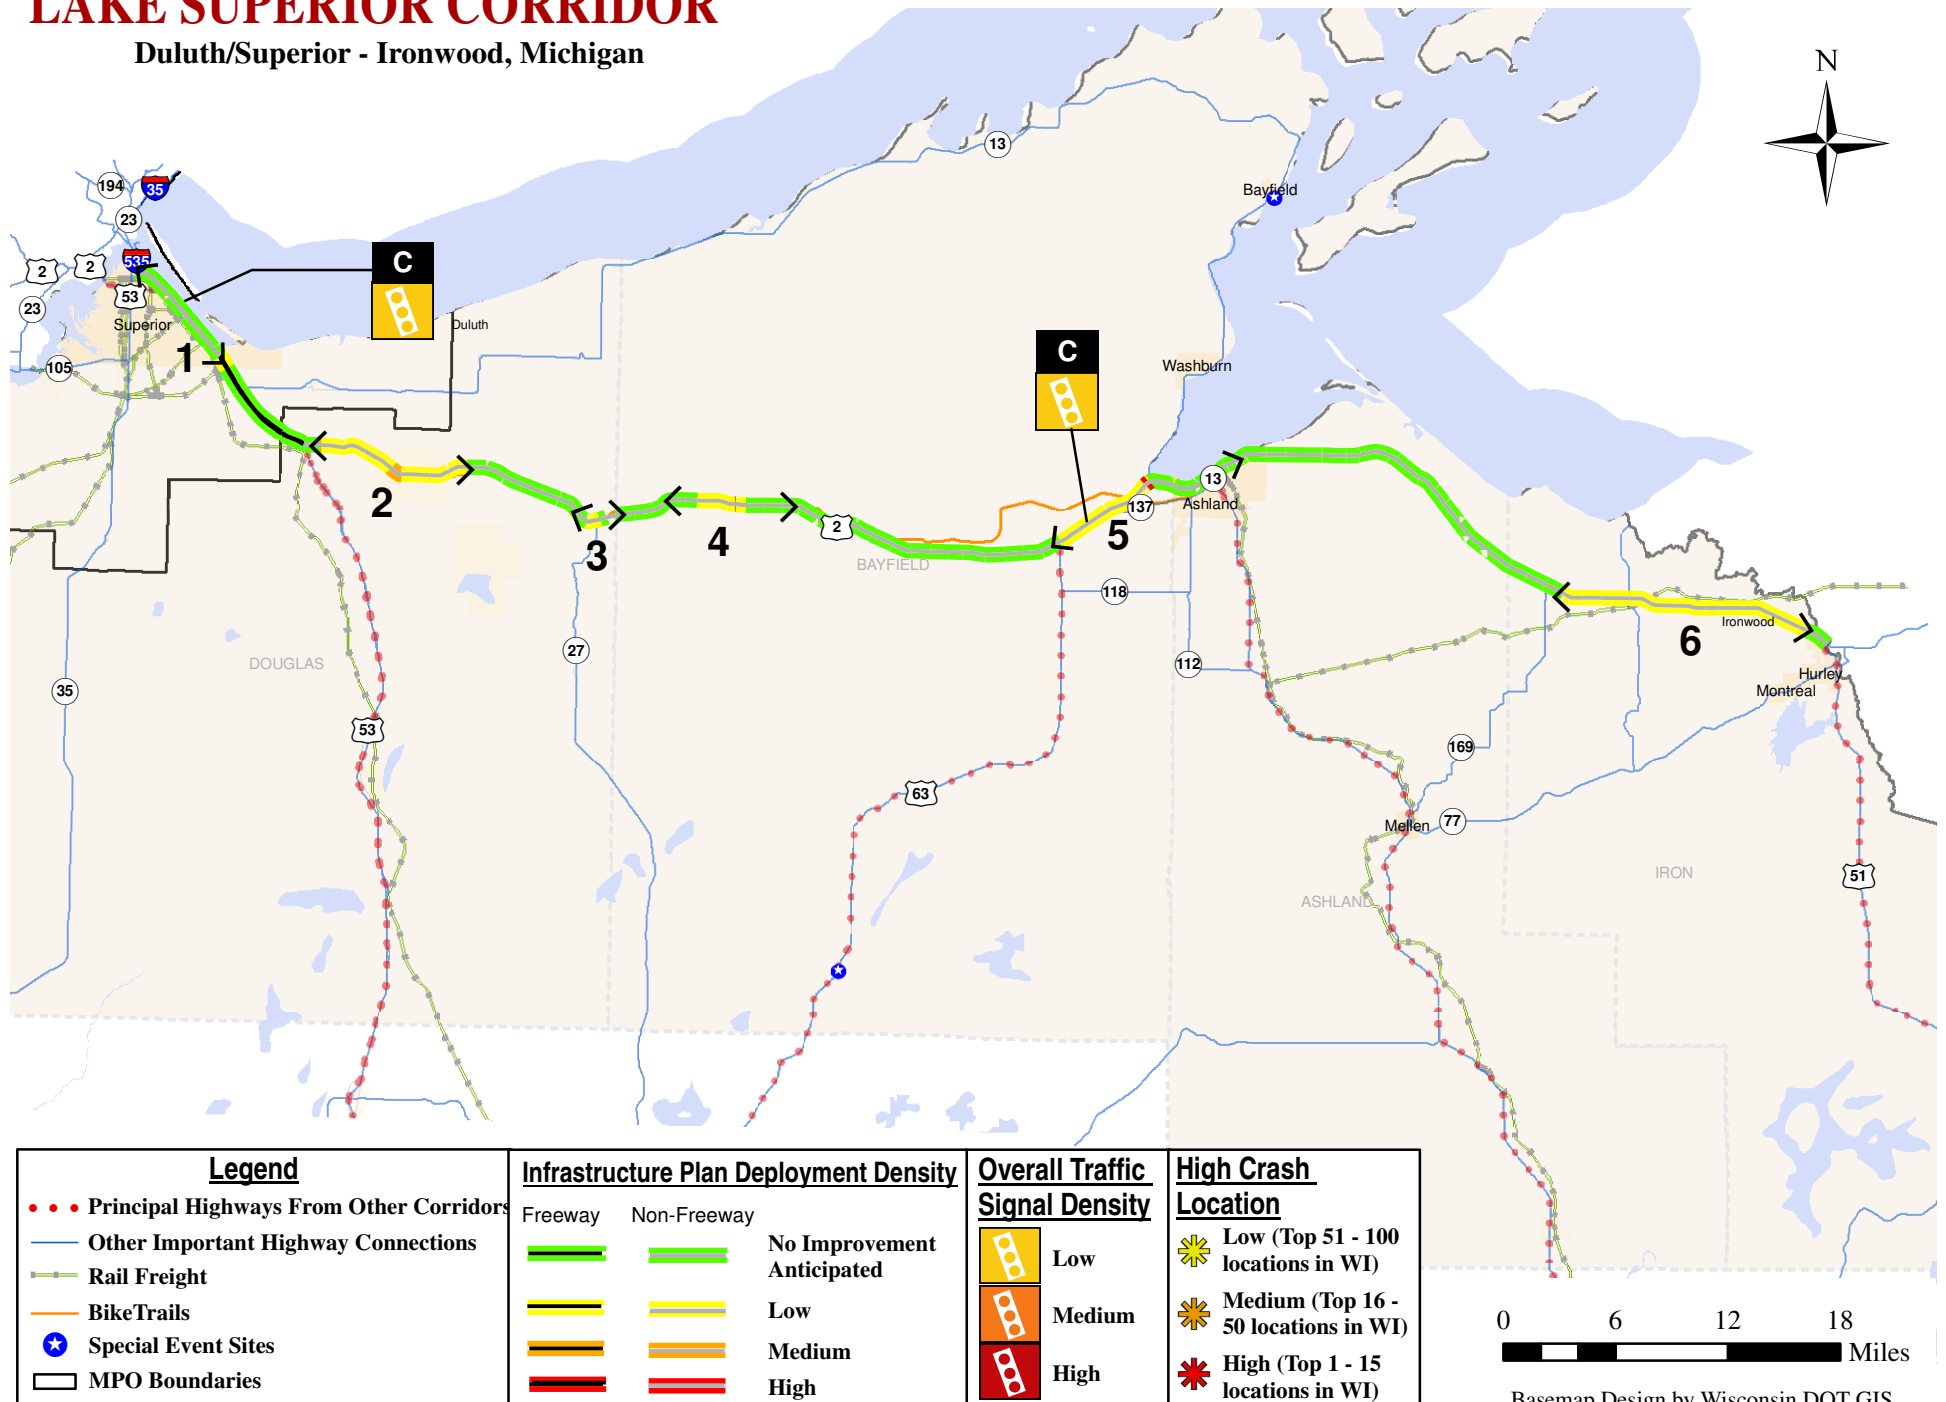 LAKE SUPERIOR CORRIDOR
Duluth/Superior - Ironwood, Michigan
N
13
Bayfield
194
35
23
535
2
2
53
23
Superior
105
1
C
Duluth
C
Washburn
2
3
4
2
BAYFIELD
5
137
13
Ashland
118
112
27
DOUGLAS
35
53
63
6
Ironwood
Hurley
Montreal
169
77
Mellen
ASHLAND
IRON
51
Legend
Principal Highways From Other Corridors
Other Important Highway Connections
Rail Freight
BikeTrails
Special Event Sites
MPO Boundaries
Infrastructure Plan Deployment Density
Freeway
Non-Freeway
No Improvement
Anticipated
Low
Medium
High
Overall Traffic
Signal Density
Low
Medium
High
High Crash
Location
Low (Top 51 - 100
locations in WI)
Medium (Top 16 -
50 locations in WI)
High (Top 1 - 15
locations in WI)
0 6 12 18
Miles
Basemap Design by Wisconsin DOT GIS